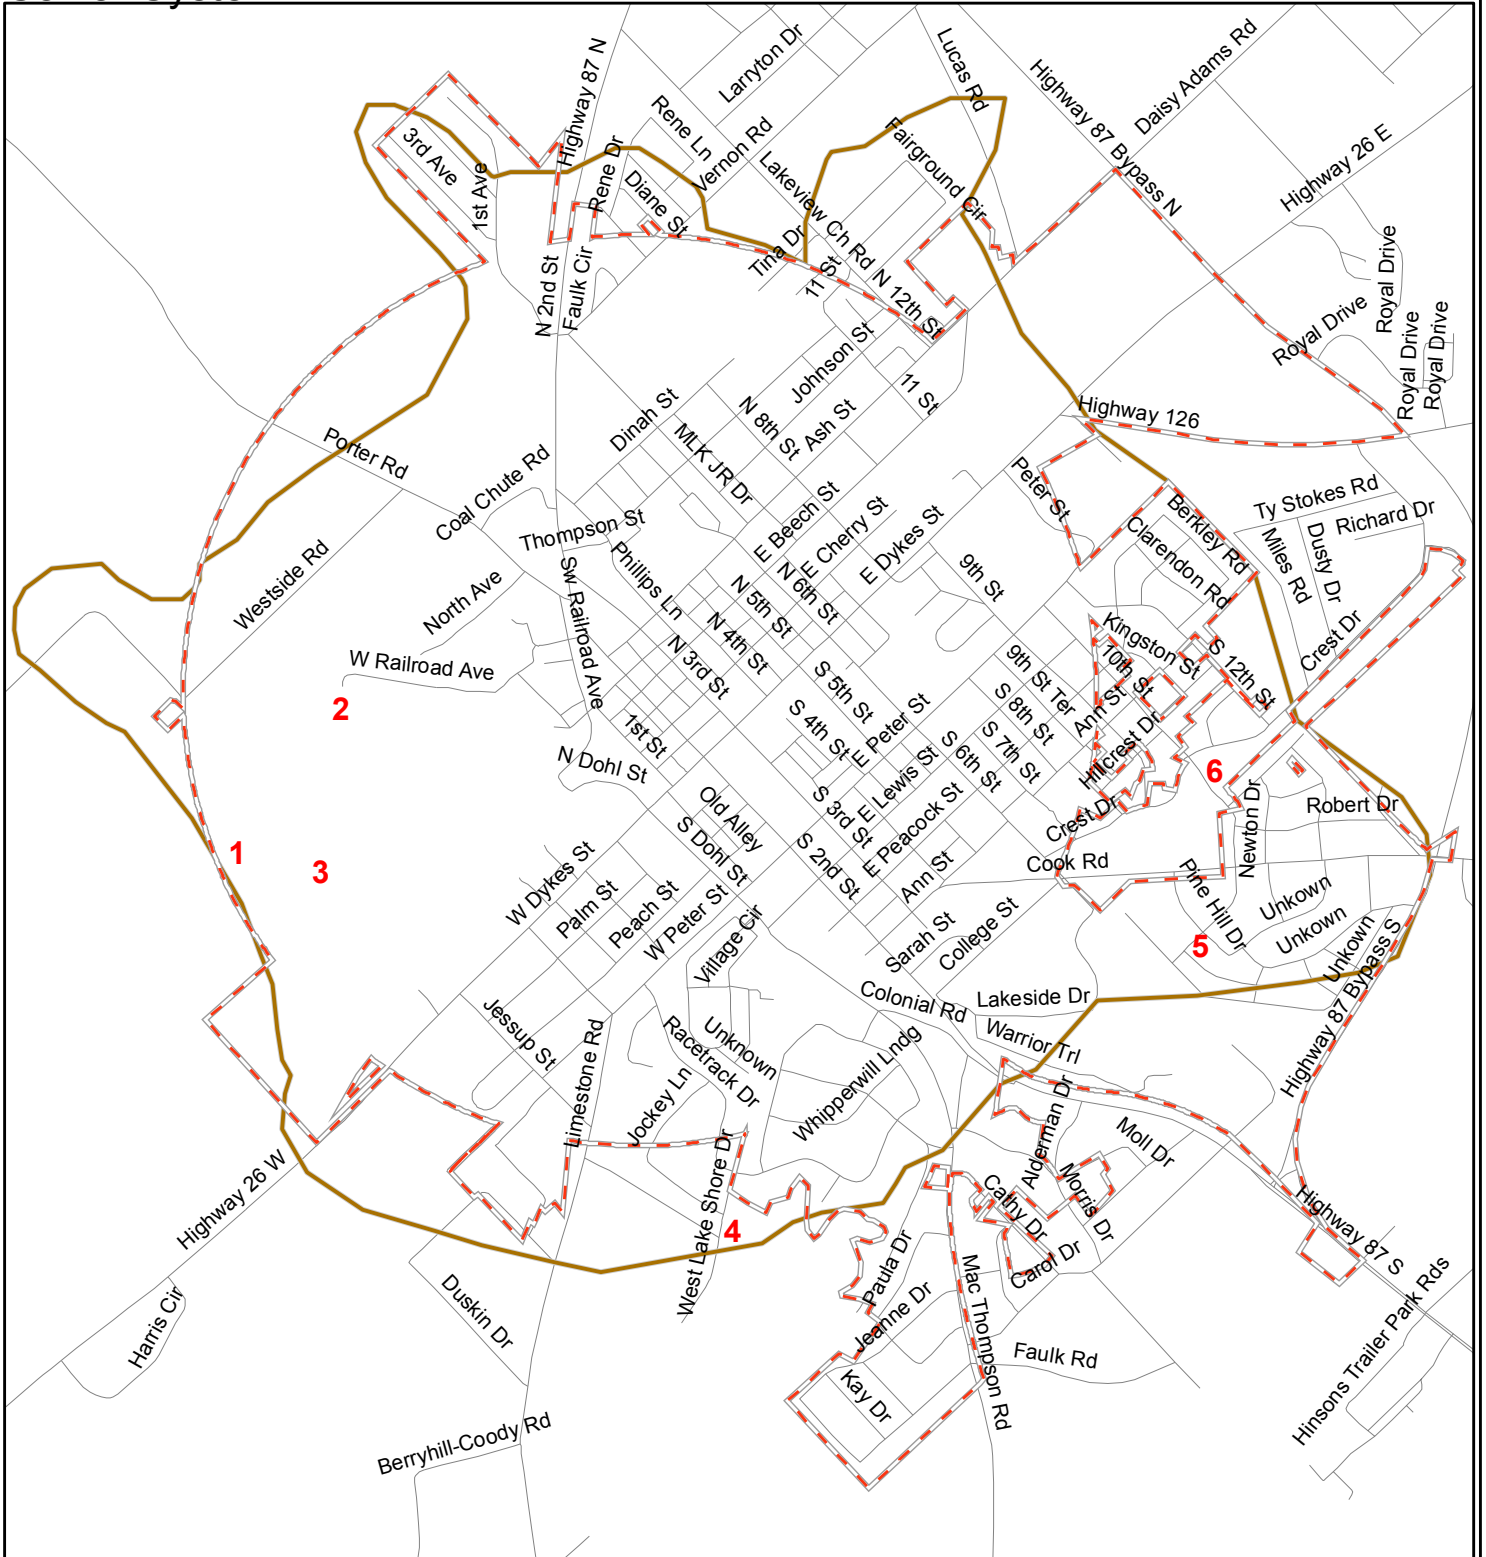 Larryton Dr
Lucas Rd
Highway 87 Bypass N
Daisy Adams Rd
Highway 87 N
Rene Ln
Vernon Rd
Fairground Cir
Highway 26 E
3rd Ave
1st Ave
Rene Dr
Diane St
Lakeview Ch Rd
Tina Dr
11 St
N 12th St
Royal Drive
Royal Drive
Royal Drive
Royal Drive
N 2nd St
Faulk Cir
Johnson St
11 St
Highway 126
Dinah St
N 8th St
Ash St
MLK JR Dr
Porter Rd
Coal Chute Rd
Thompson St
Peter St
Ty Stokes Rd
Richard Dr
Berkley Rd
Clarendon Rd
Miles Rd
Dusty Dr
E Beech St
E Cherry St
E Dykes St
9th St
Westside Rd
North Ave
Sw Railroad Ave
Phillips Ln
N 6th St
N 5th St
N 4th St
N 3rd St
Kingston St
S 12th St
Crest Dr
W Railroad Ave
2
9th St Ter
10th St
Ann St
S 5th St
E Peter St
S 8th St
S 7th St
1st St
S 4th St
S 6th St
Hillcrest Dr
6
N Dohl St
E Lewis St
Old Alley
S 3rd St
E Peacock St
Crest Dr
Newton Dr
Robert Dr
1
3
S Dohl St
S 2nd St
Ann St
Cook Rd
Pine Hill Dr
Unkown
Unkown
Unkown
W Dykes St
Palm St
Peach St
W Peter St
Village Cir
Sarah St
College St
5
Highway 87 Bypass S
Colonial Rd
Lakeside Dr
Warrior Trl
Jessup St
Limestone Rd
Racetrack Dr
Unknown
Jockey Ln
Whipperwill Lndg
Alderman Dr
Moll Dr
Morris Dr
Highway 26 W
West Lake Shore Dr
4
Cathy Dr
Carol Dr
Highway 87 S
Paula Dr
Mac Thompson Rd
Jeanne Dr
Harris Cir
Duskin Dr
Faulk Rd
Kay Dr
Hinsons Trailer Park Rds
Berryhill-Coody Rd